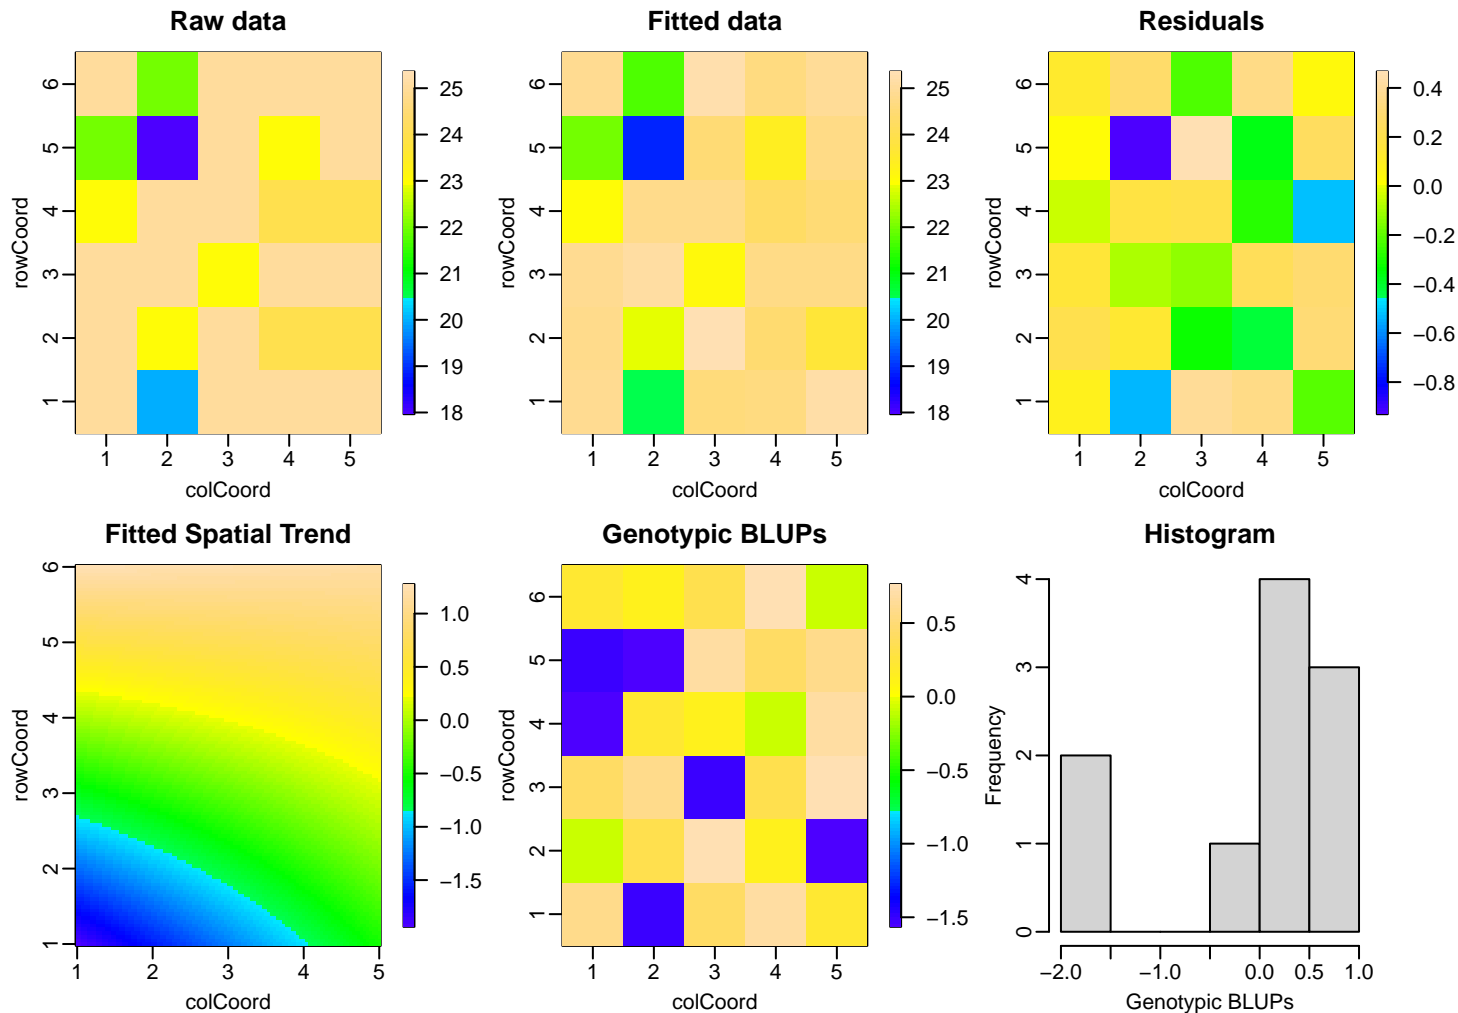 Raw data
rowCoord
6
5
4
3
2
1
1 2 3 4 5
colCoord
25
24
23
22
21
20
19
18
Fitted data
rowCoord
6
5
4
3
2
1
1 2 3 4 5
colCoord
25
24
23
22
21
20
19
18
Residuals
rowCoord
6
5
4
3
2
1
1 2 3 4 5
colCoord
0.4
0.2
0.0
−0.2
−0.4
−0.6
−0.8
Fitted Spatial Trend
rowCoord
6
5
4
3
2
1
1 2 3 4 5
colCoord
1.0
0.5
0.0
−0.5
−1.0
−1.5
Genotypic BLUPs
rowCoord
6
5
4
3
2
1
1 2 3 4 5
colCoord
0.5
0.0
−0.5
−1.0
−1.5
Histogram
Frequency
4
3
2
1
0
−2.0 −1.0 0.0 0.5 1.0
Genotypic BLUPs